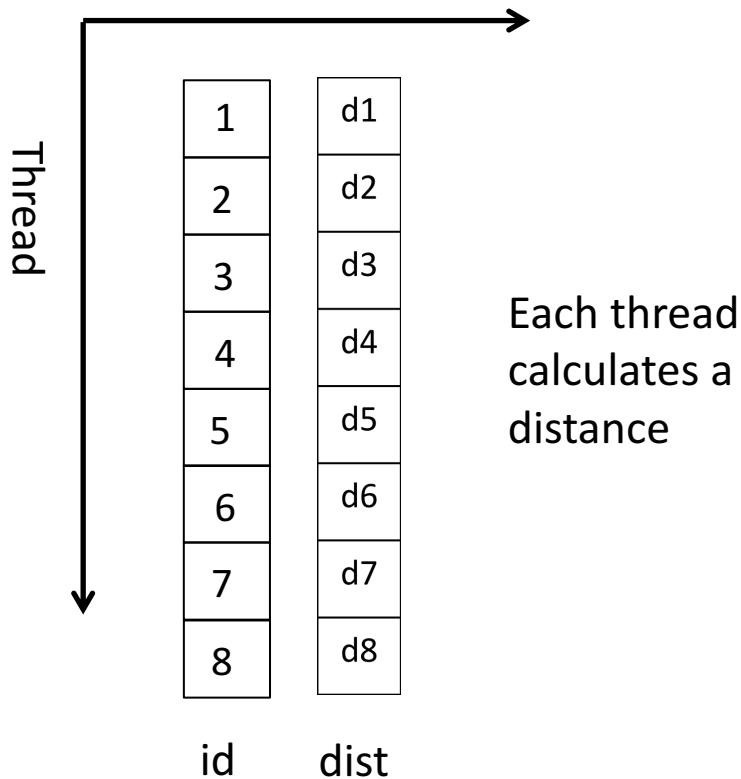 Thread
1 d1
2 d2
3 d3
4 d4
5 d5
6 d6
7 d7
8 d8
id dist
Each thread
calculates a
distance